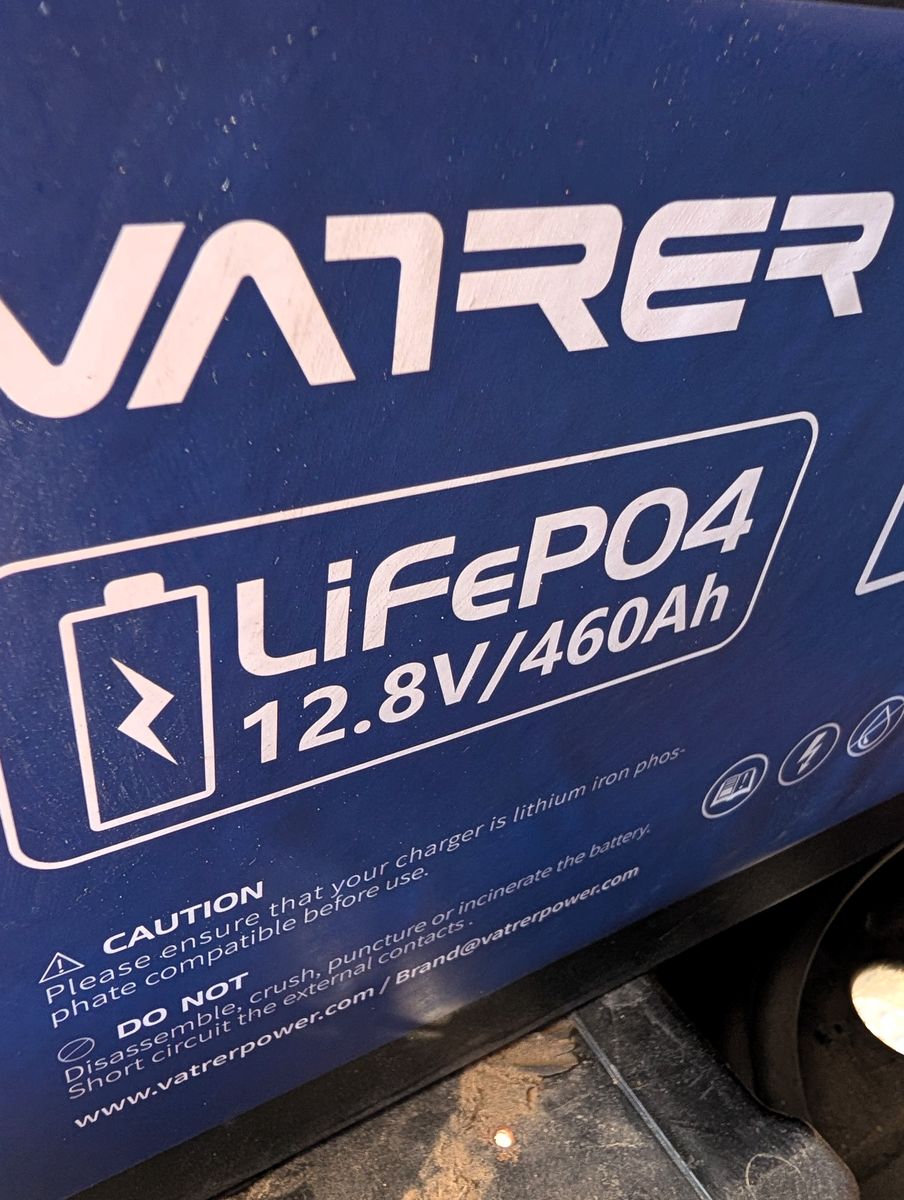 VATRER
LiFePO4
12.8V/460Ah
CAUTION
Please ensure that your charger is lithium iron phos-
phate compatible before use.
DO NOT
Disassemble, crush, puncture or incinerate the battery.
Short circuit the external contacts .
www.vatrerpower.com / Brand@vatrerpower.com